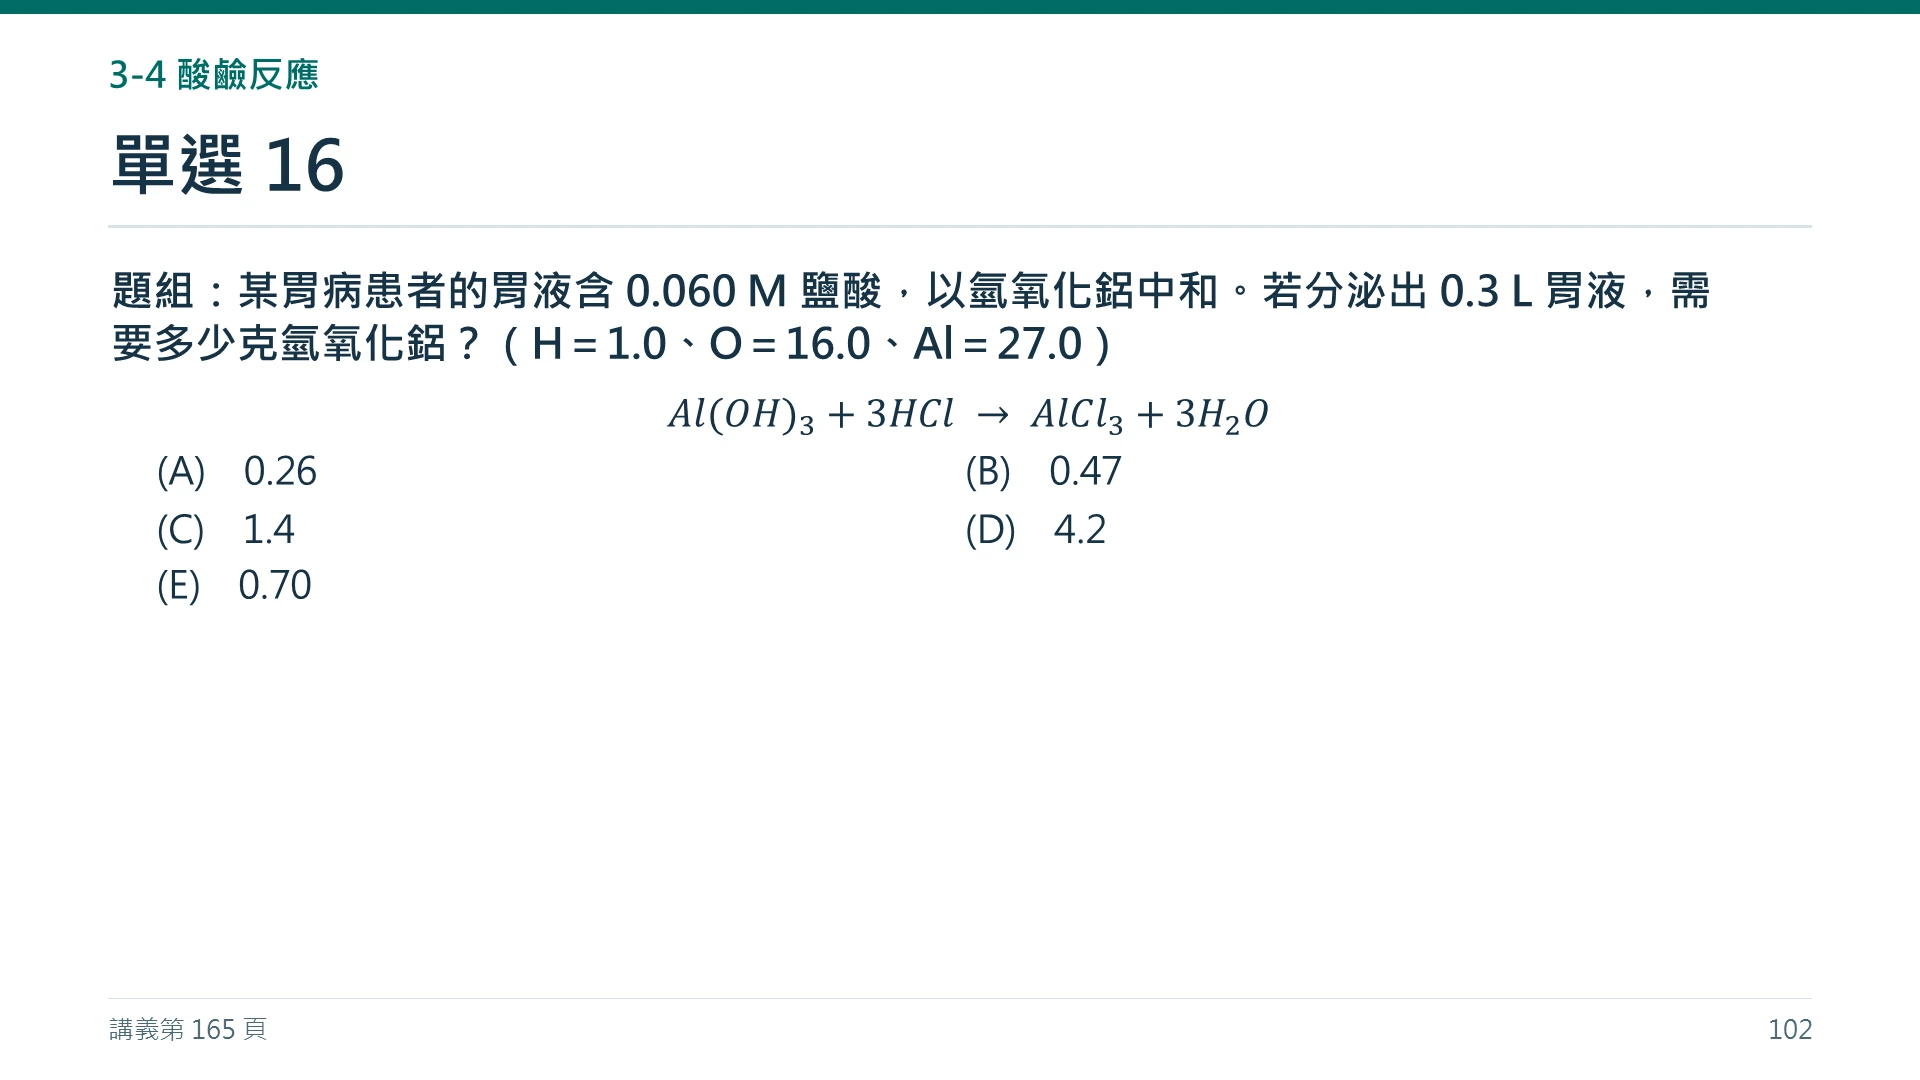 3-4 酸鹼反應
單選 16
題組：某胃病患者的胃液含 0.060 M 鹽酸，以氫氧化鋁中和。若分泌出 0.3 L 胃液，需
要多少克氫氧化鋁？（H＝1.0、O＝16.0、Al＝27.0）
Al(OH)₃ + 3HCl → AlCl₃ + 3H₂O
(A) 0.26 (B) 0.47
(C) 1.4 (D) 4.2
(E) 0.70
講義第 165 頁 102